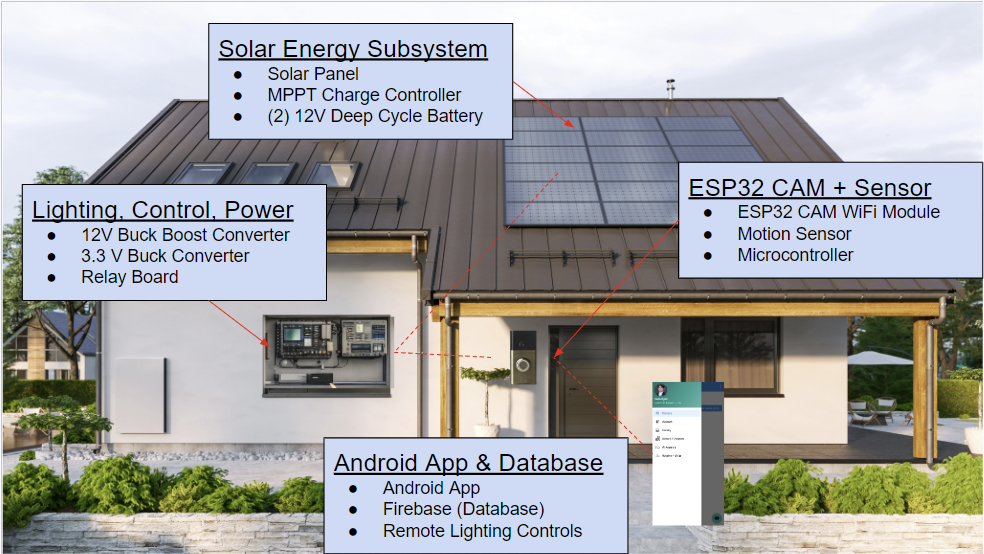 Solar Energy Subsystem
● Solar Panel
● MPPT Charge Controller
● (2) 12V Deep Cycle Battery
Lighting, Control, Power
● 12V Buck Boost Converter
● 3.3 V Buck Converter
● Relay Board
ESP32 CAM + Sensor
● ESP32 CAM WiFi Module
● Motion Sensor
● Microcontroller
Android App & Database
● Android App
● Firebase (Database)
● Remote Lighting Controls